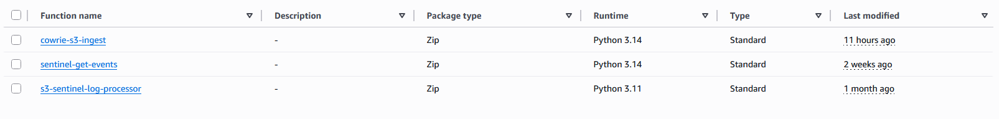 Function name Description Package type Runtime Type Last modified
cowrie-s3-ingest - Zip Python 3.14 Standard 11 hours ago
sentinel-get-events - Zip Python 3.14 Standard 2 weeks ago
s3-sentinel-log-processor - Zip Python 3.11 Standard 1 month ago